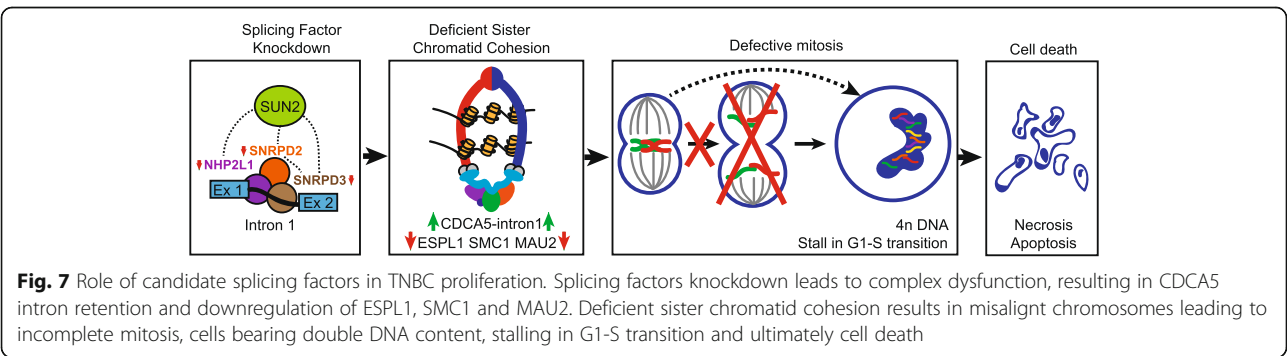 Splicing Factor
Knockdown
SUN2
SNRPD2
NHP2L1
SNRPD3
Ex 1
Ex 2
Intron 1
Deficient Sister
Chromatid Cohesion
CDCA5-intron1
ESPL1 SMC1 MAU2
Defective mitosis
4n DNA
Stall in G1-S transition
Cell death
Necrosis
Apoptosis
Fig. 7 Role of candidate splicing factors in TNBC proliferation. Splicing factors knockdown leads to complex dysfunction, resulting in CDCA5
intron retention and downregulation of ESPL1, SMC1 and MAU2. Deficient sister chromatid cohesion results in misalignt chromosomes leading to
incomplete mitosis, cells bearing double DNA content, stalling in G1-S transition and ultimately cell death